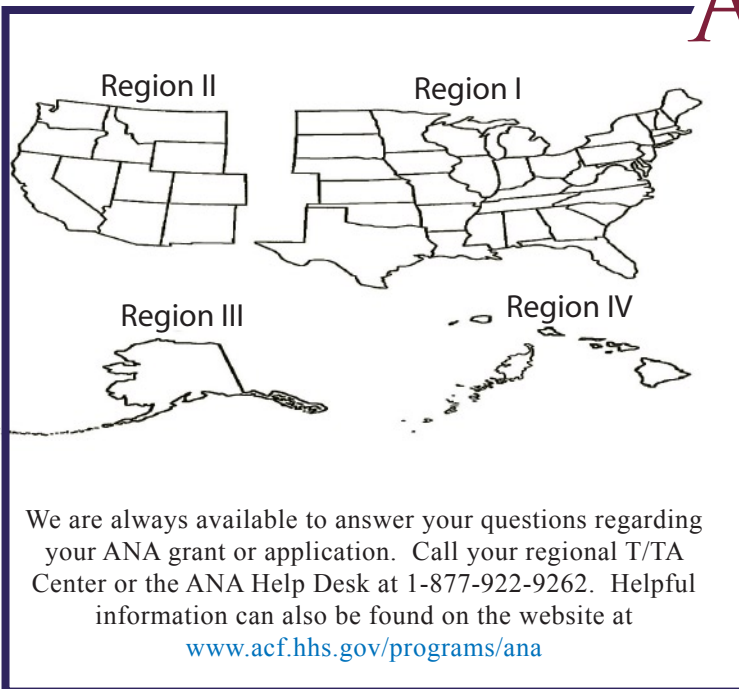 A
Region II
Region I
Region III
Region IV
We are always available to answer your questions regarding
your ANA grant or application.  Call your regional T/TA
Center or the ANA Help Desk at 1-877-922-9262.  Helpful
information can also be found on the website at
www.acf.hhs.gov/programs/ana